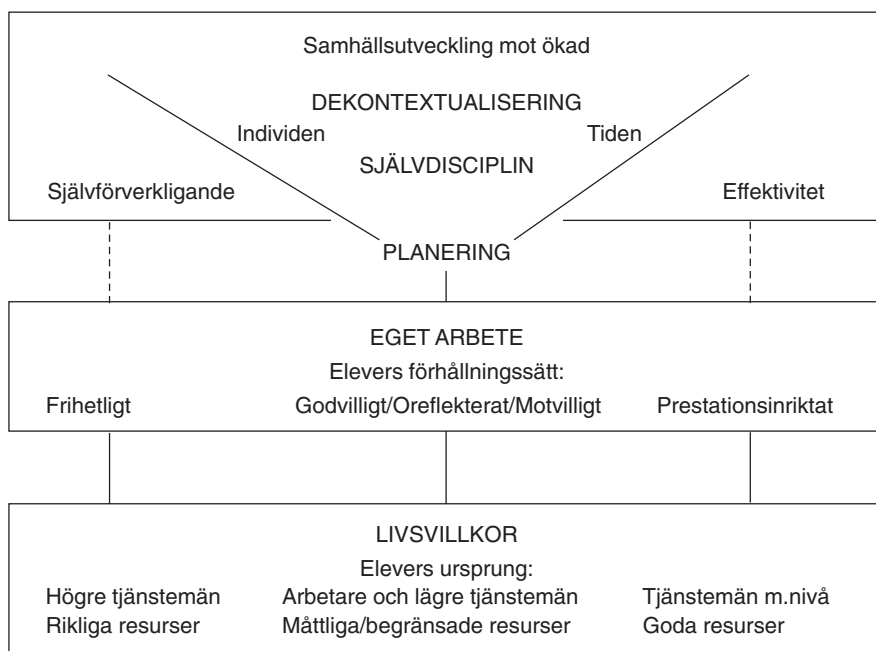 Samhällsutveckling mot ökad
DEKONTEXTUALISERING
Individen Tiden
SJÄLVDISCIPLIN
Självförverkligande Effektivitet
PLANERING
EGET ARBETE
Elevers förhållningssätt:
Frihetligt Godvilligt/Oreflekterat/Motvilligt Prestationsinriktat
LIVSVILLKOR
Elevers ursprung:
Högre tjänstemän Arbetare och lägre tjänstemän Tjänstemän m.nivå
Rikliga resurser Måttliga/begränsade resurser Goda resurser